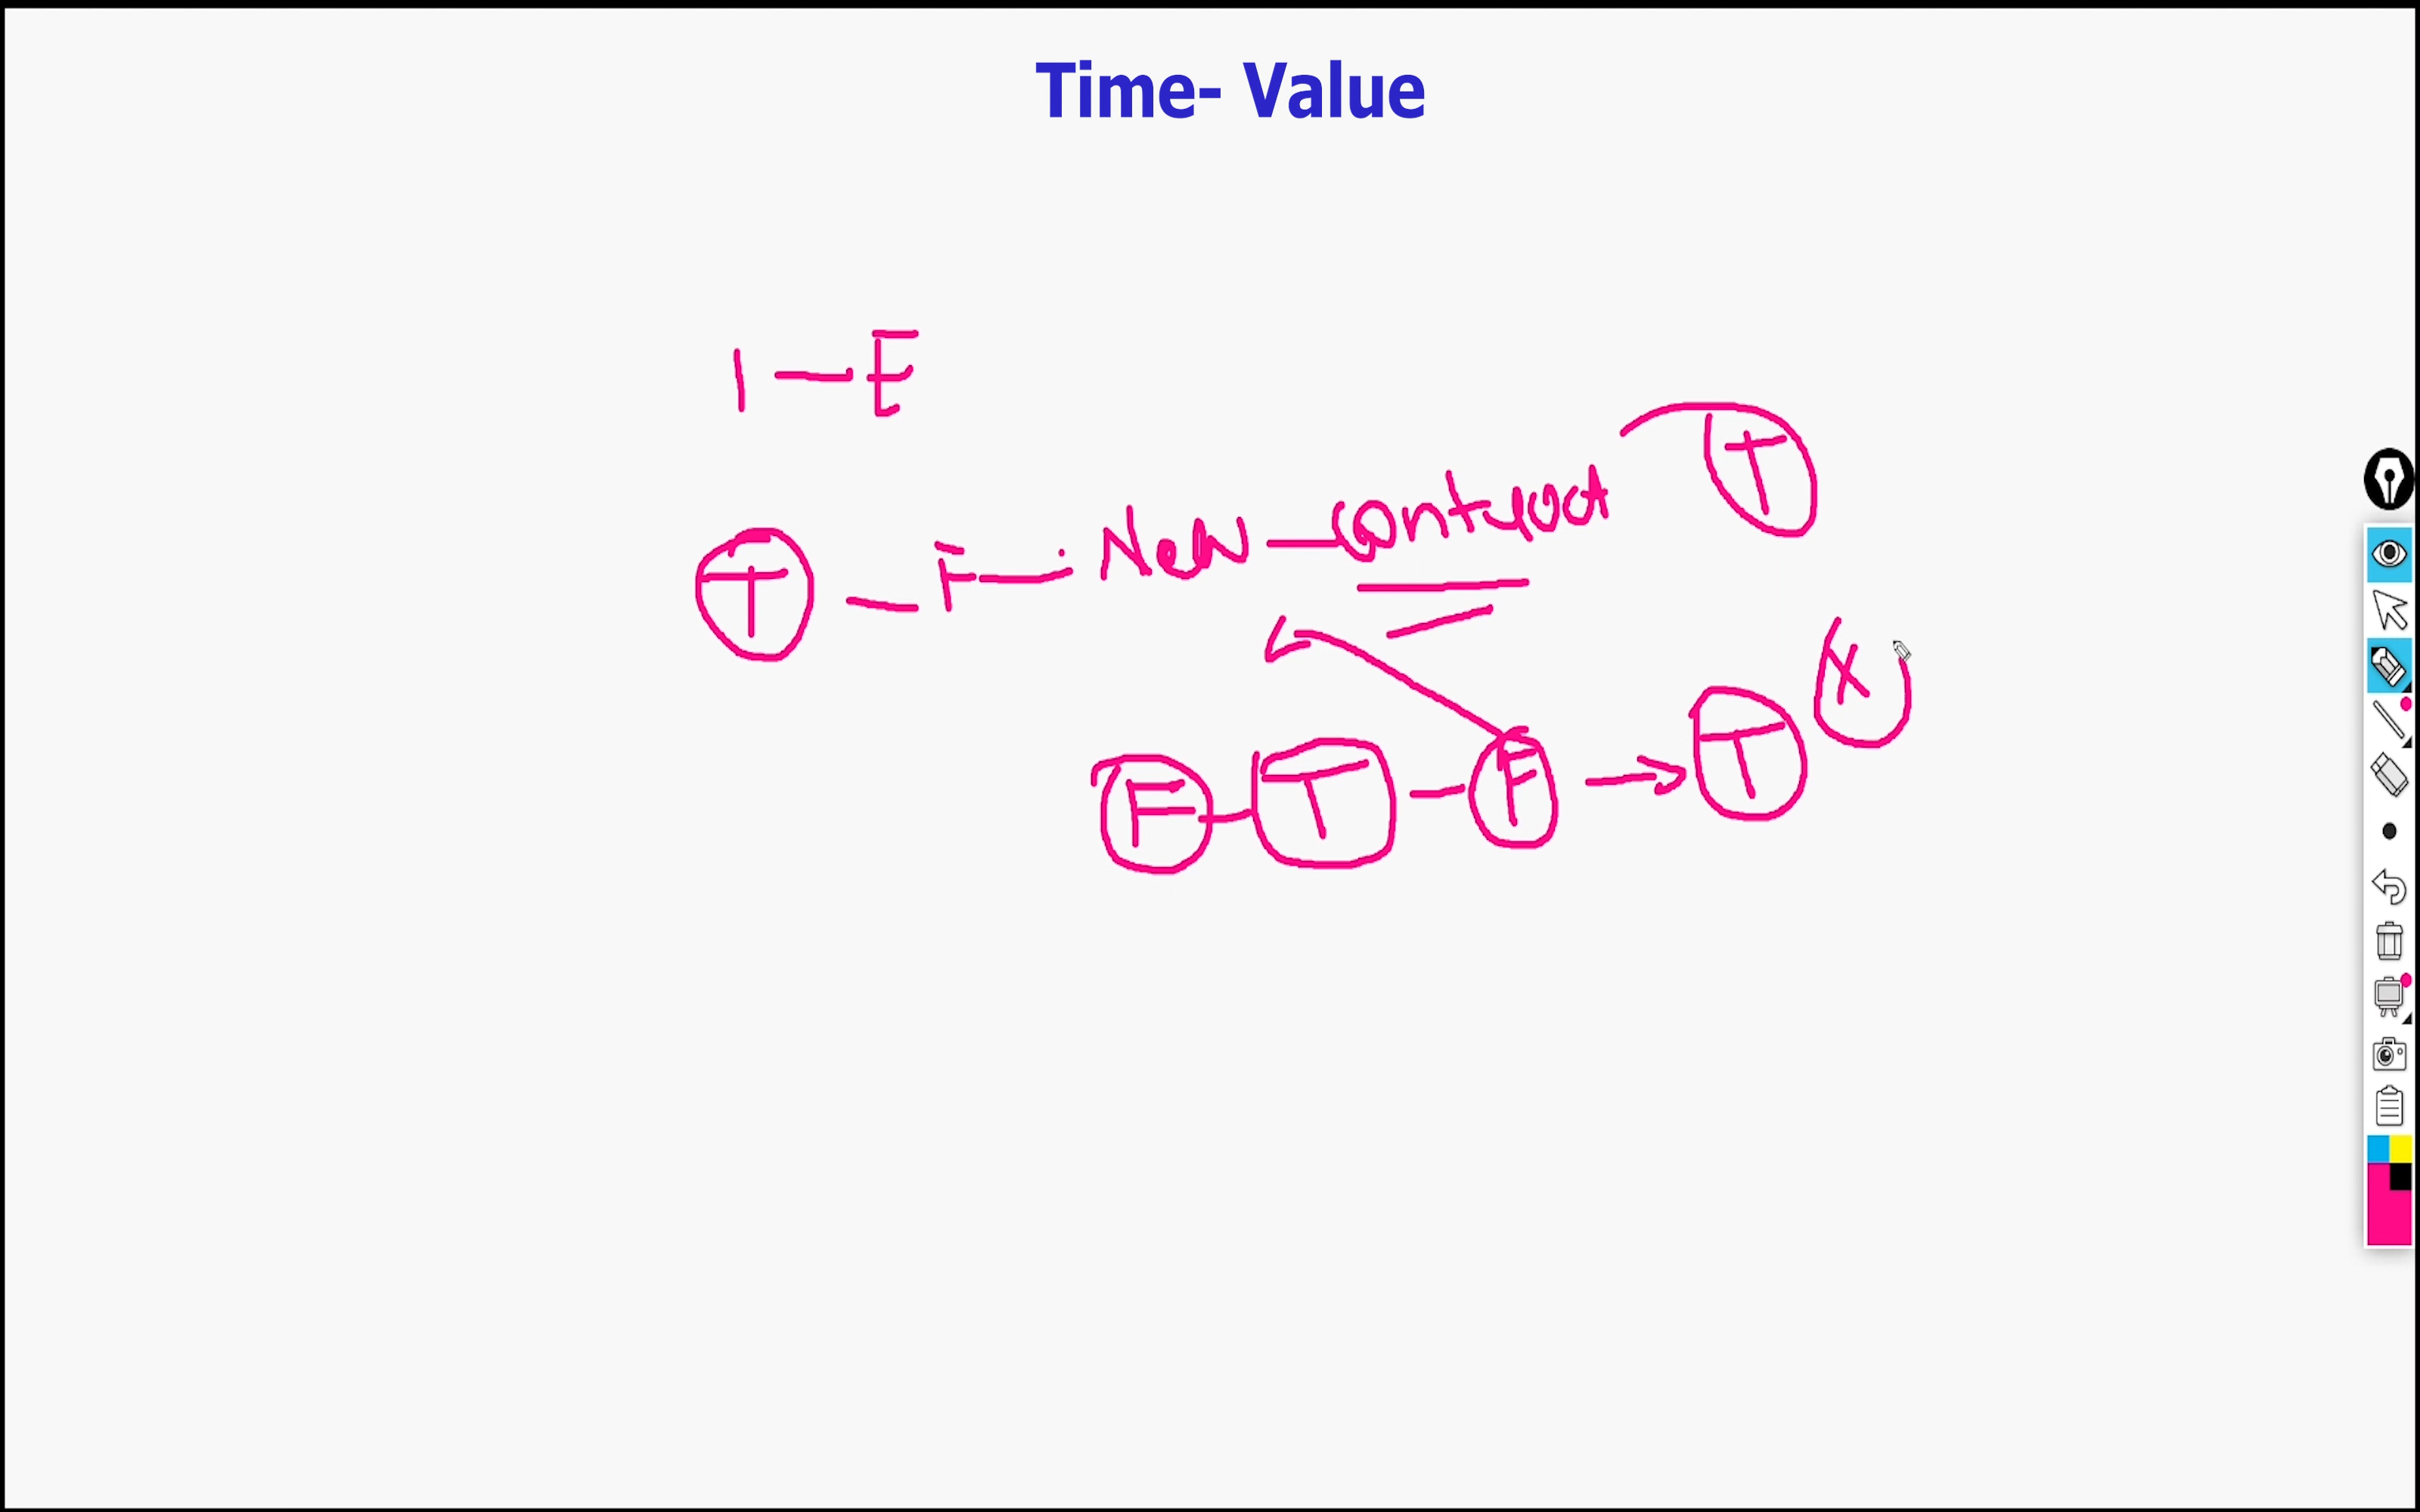 Time- Value
1 - E
T - F - New - contract T
F - T - F → T X